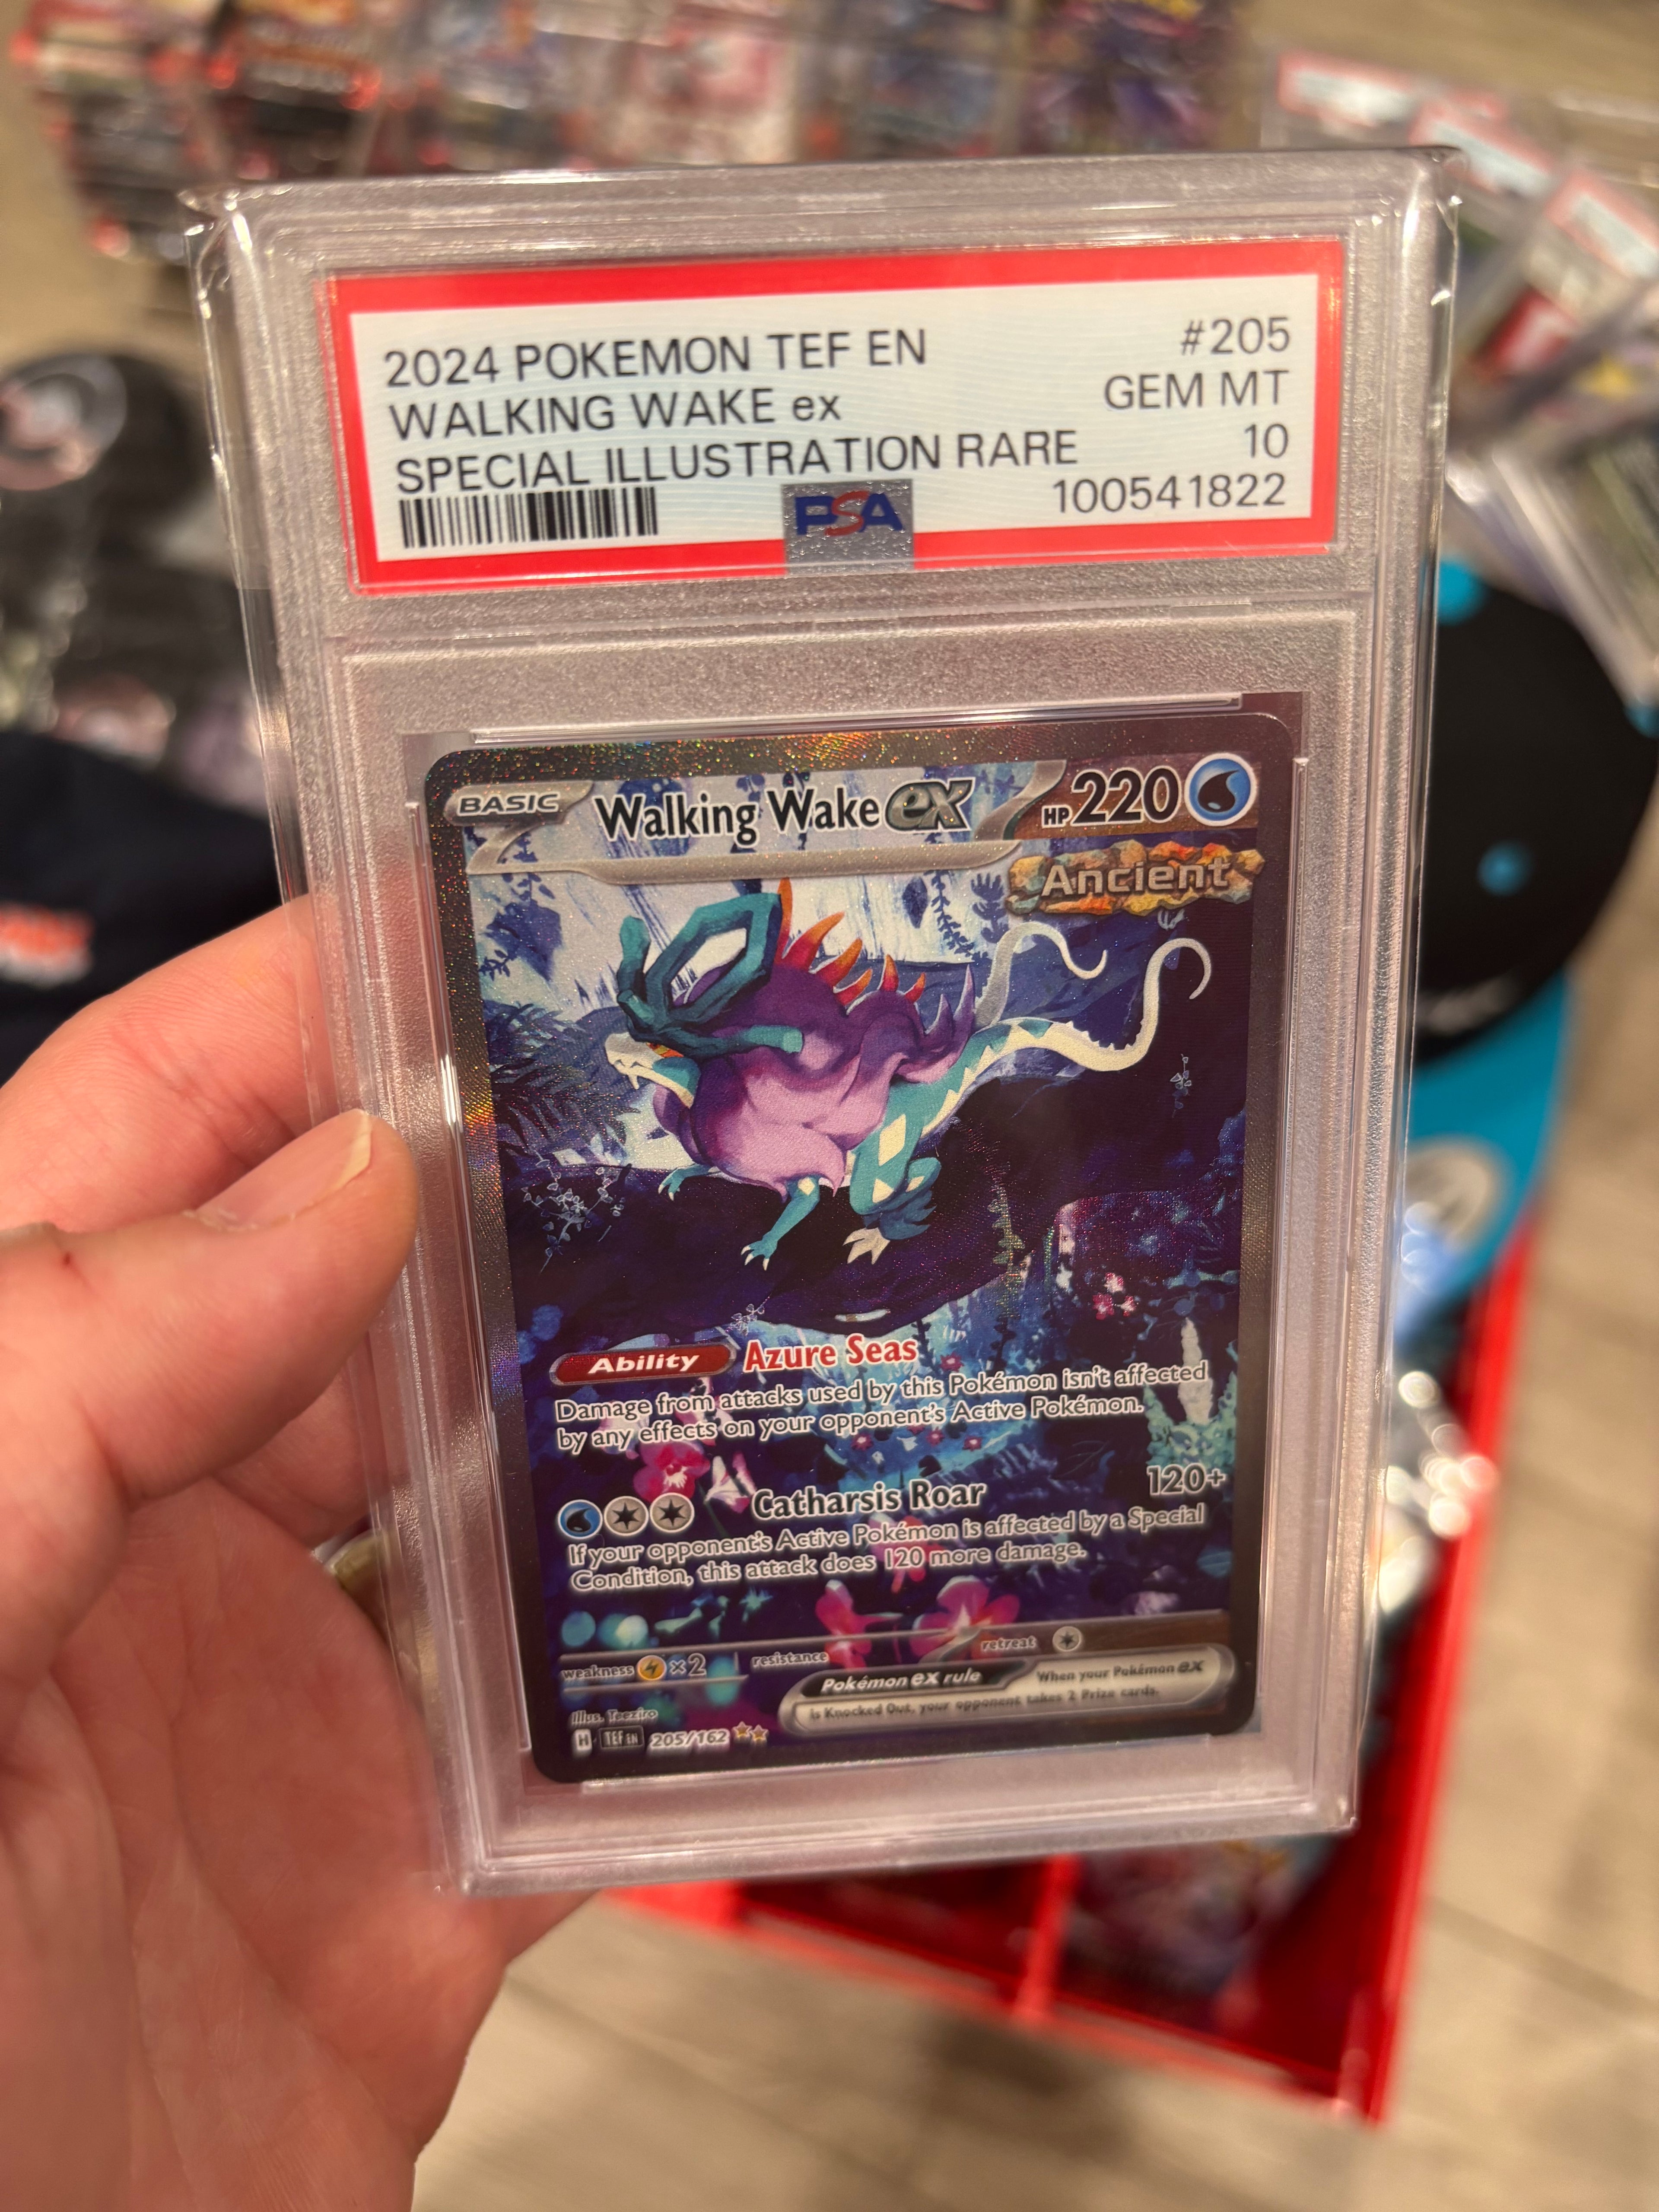 2024 POKEMON TEF EN #205
WALKING WAKE ex GEM MT
SPECIAL ILLUSTRATION RARE 10
PSA 100541822
BASIC Walking Wake ex HP 220
Ancient
Ability Azure Seas
Damage from attacks used by this Pokémon isn't affected
by any effects on your opponent's Active Pokémon.
Catharsis Roar 120+
If your opponent's Active Pokémon is affected by a Special
Condition, this attack does 120 more damage.
weakness ×2 resistance retreat
Pokémon ex rule When your Pokémon ex
is Knocked Out, your opponent takes 2 Prize cards.
Illus. Teeziro
H TEF EN 205/162